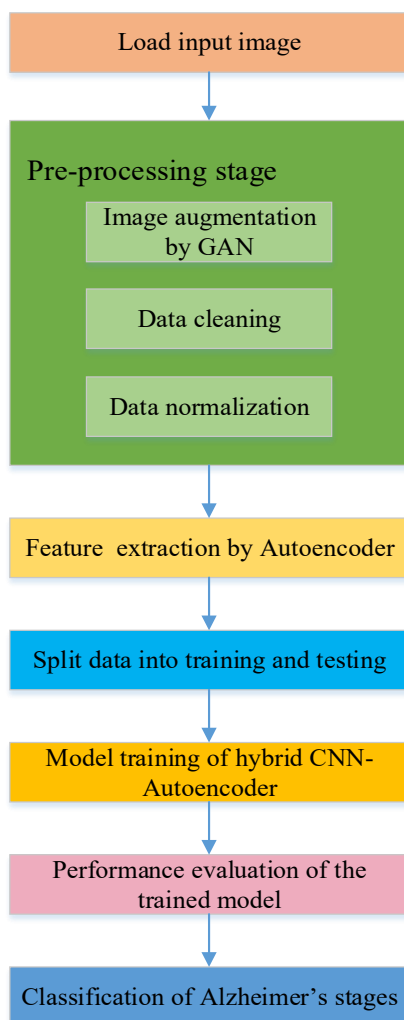 Load input image
Pre-processing stage
Image augmentation
by GAN
Data cleaning
Data normalization
Feature extraction by Autoencoder
Split data into training and testing
Model training of hybrid CNN-
Autoencoder
Performance evaluation of the
trained model
Classification of Alzheimer's stages